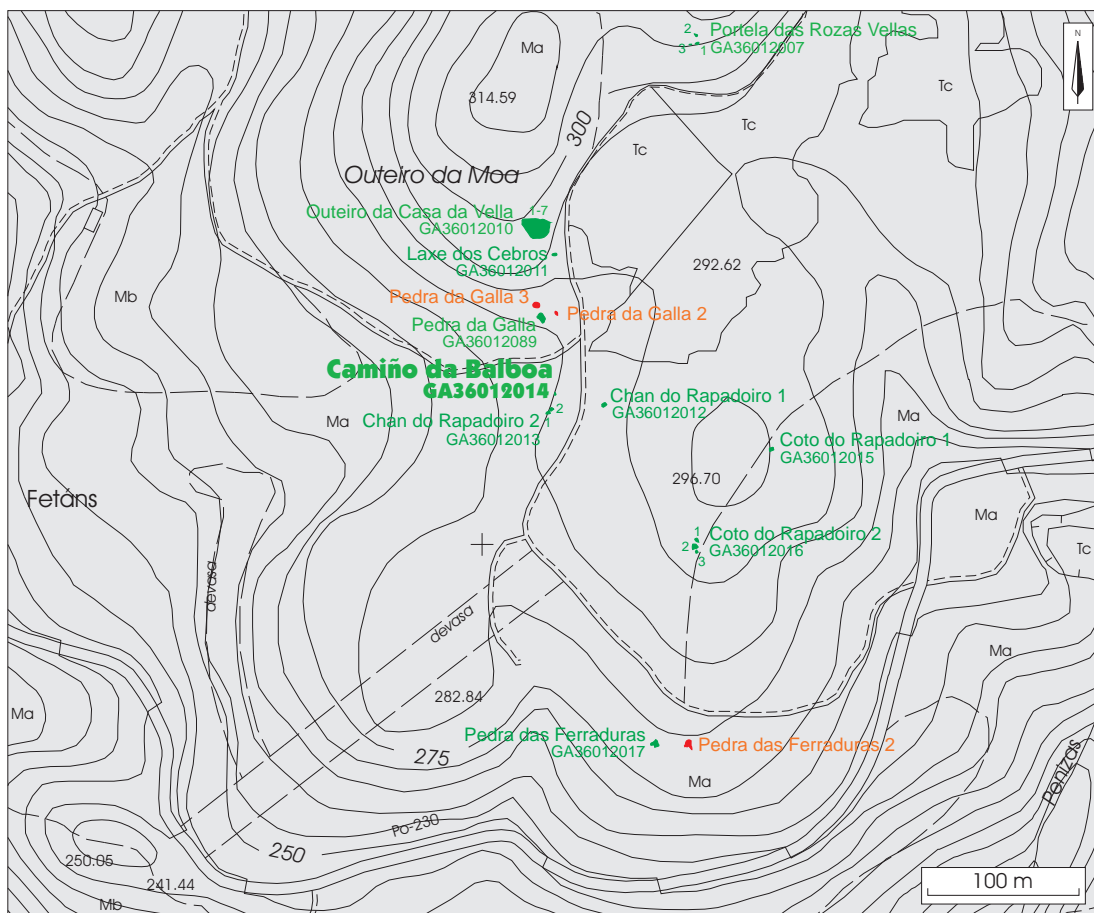 N
2
Portela das Rozas Vellas
3
1
GA36012007
Ma
314.59
300
Tc
Tc
Tc
Outeiro da Moa
Outeiro da Casa da Vella
1-7
GA36012010
Laxe dos Cebros
GA36012011
292.62
Mb
Pedra da Galla 3
Pedra da Galla 2
Pedra da Galla
GA36012089
Camiño da Balboa
GA36012014
Chan do Rapadoiro 1
GA36012012
2
Chan do Rapadoiro 2
1
GA36012013
Ma
Ma
Coto do Rapadoiro 1
GA36012015
296.70
Fetáns
Ma
1
Coto do Rapadoiro 2
2
GA36012016
3
Tc
devasa
devasa
Ma
282.84
Ma
Pedra das Ferraduras
GA36012017
Pedra das Ferraduras 2
275
Ma
Penizas
Po-230
250
250.05
241.44
Mb
100 m